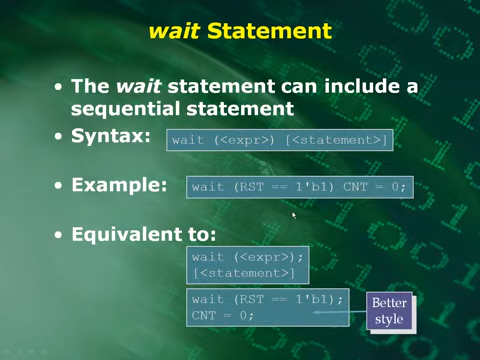 wait Statement
• The wait statement can include a
sequential statement
• Syntax:
wait (<expr>) [<statement>]
• Example:
wait (RST == 1'b1) CNT = 0;
• Equivalent to:
wait (<expr>);
[<statement>]
wait (RST == 1'b1);
CNT = 0;
Better
style